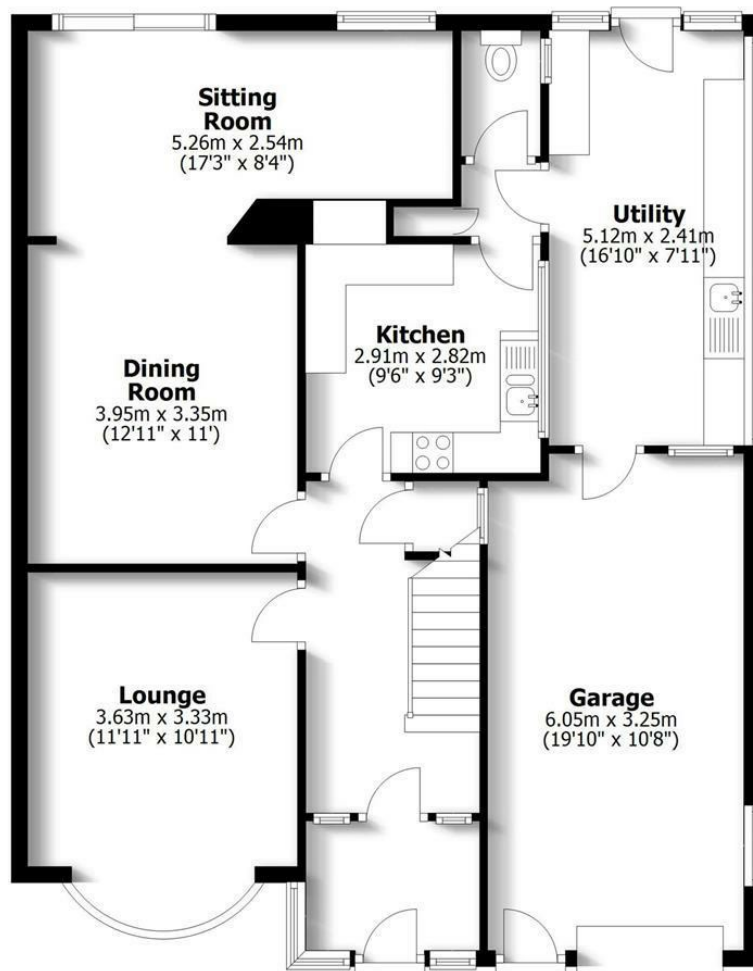 Sitting
Room
5.26m x 2.54m
(17'3" x 8'4")
Utility
5.12m x 2.41m
(16'10" x 7'11")
Kitchen
2.91m x 2.82m
(9'6" x 9'3")
Dining
Room
3.95m x 3.35m
(12'11" x 11')
Lounge
3.63m x 3.33m
(11'11" x 10'11")
Garage
6.05m x 3.25m
(19'10" x 10'8")